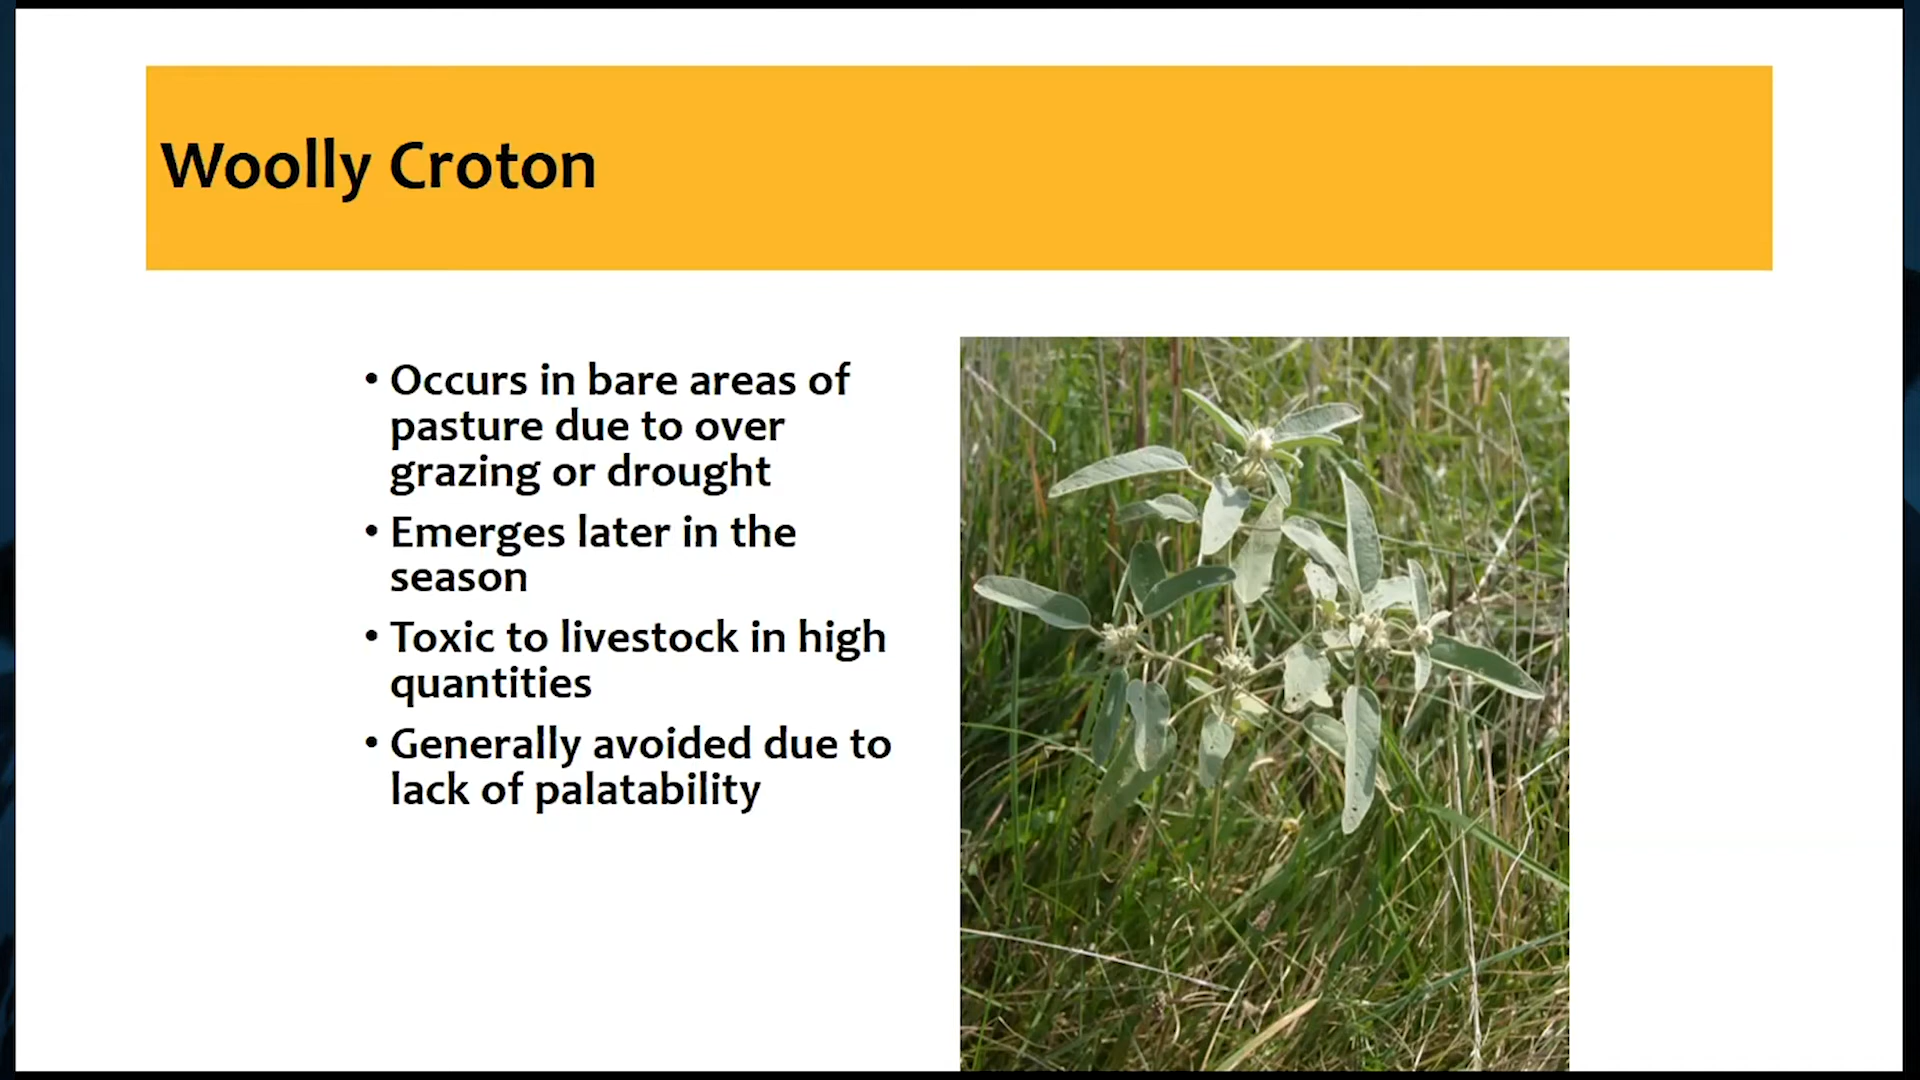 Woolly Croton
• Occurs in bare areas of
pasture due to over
grazing or drought
• Emerges later in the
season
• Toxic to livestock in high
quantities
• Generally avoided due to
lack of palatability